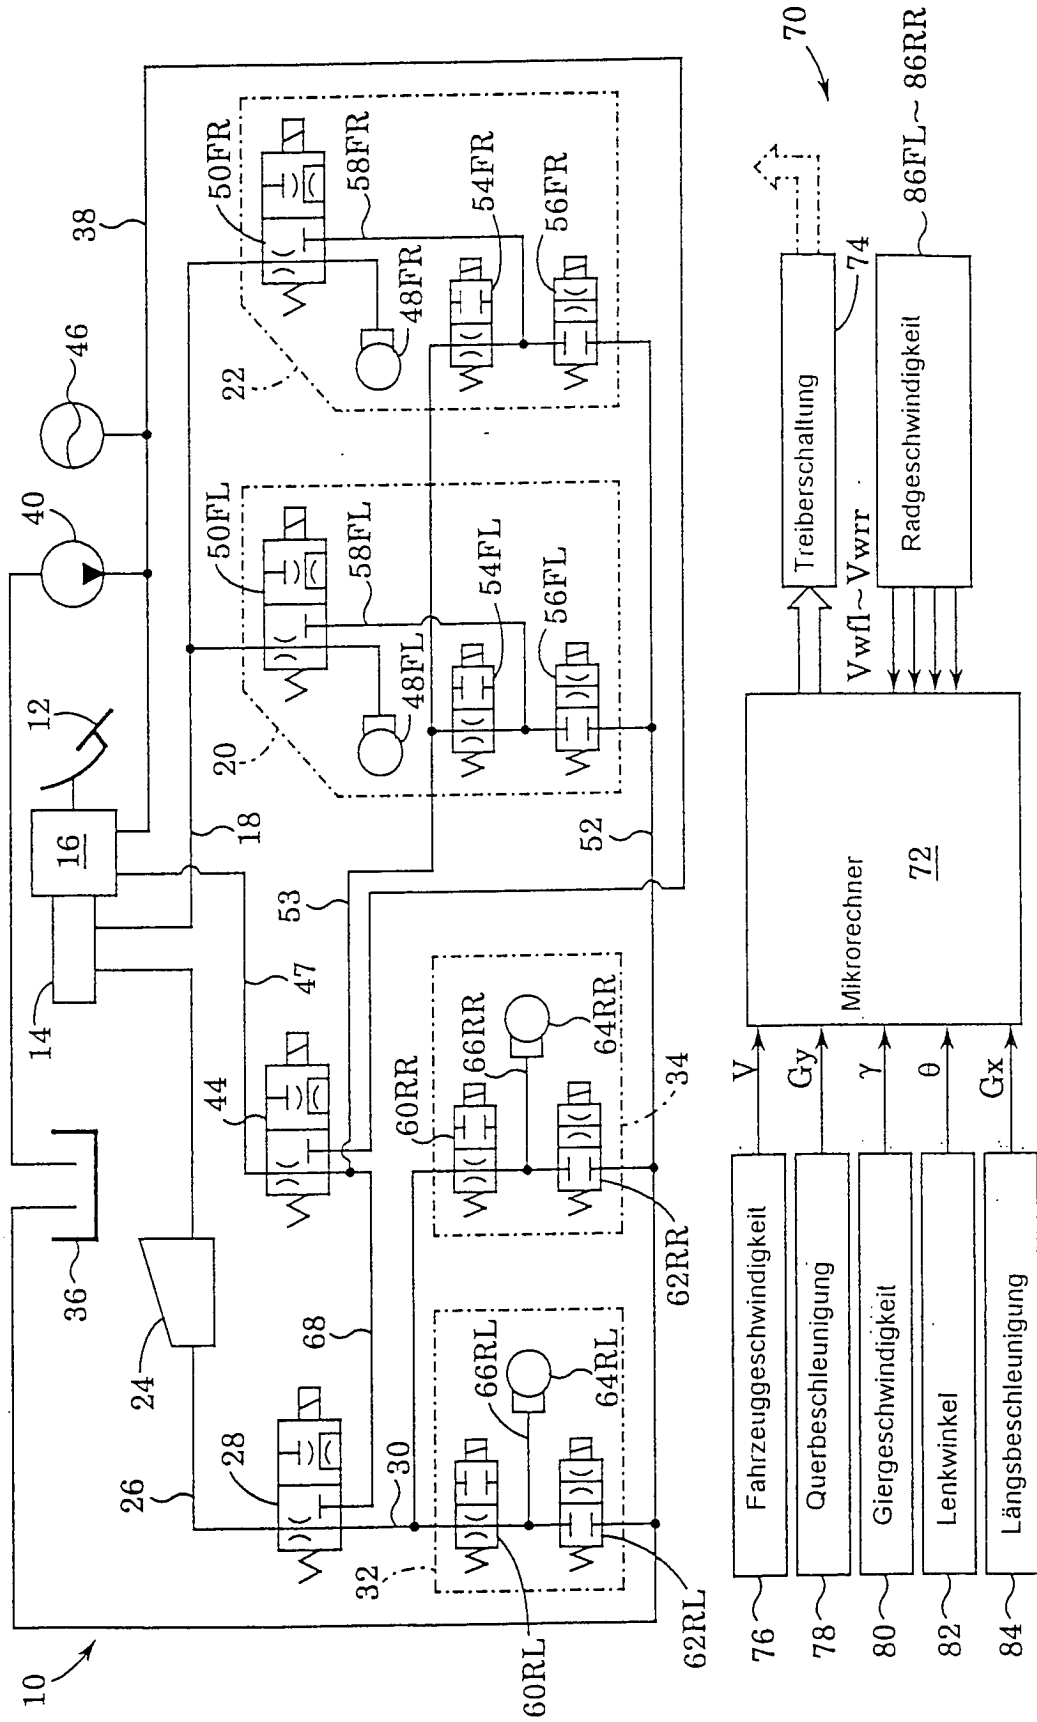 10
26
24
36
14
16
12
40
46
38
28
44
47
18
50FL
50FR
20
22
68
53
58FL
58FR
48FL
48FR
30
32
66RL
60RR
66RR
54FL
54FR
64RL
64RR
34
52
56FL
56FR
60RL
62RL
62RR
70
76
Fahrzeuggeschwindigkeit
V
78
Querbeschleunigung
Gy
80
Giergeschwindigkeit
γ
82
Lenkwinkel
θ
84
Längsbeschleunigung
Gx
Mikrorechner
72
Treiberschaltung
74
Vwfl~Vwrr
Radgeschwindigkeit
86FL~86RR